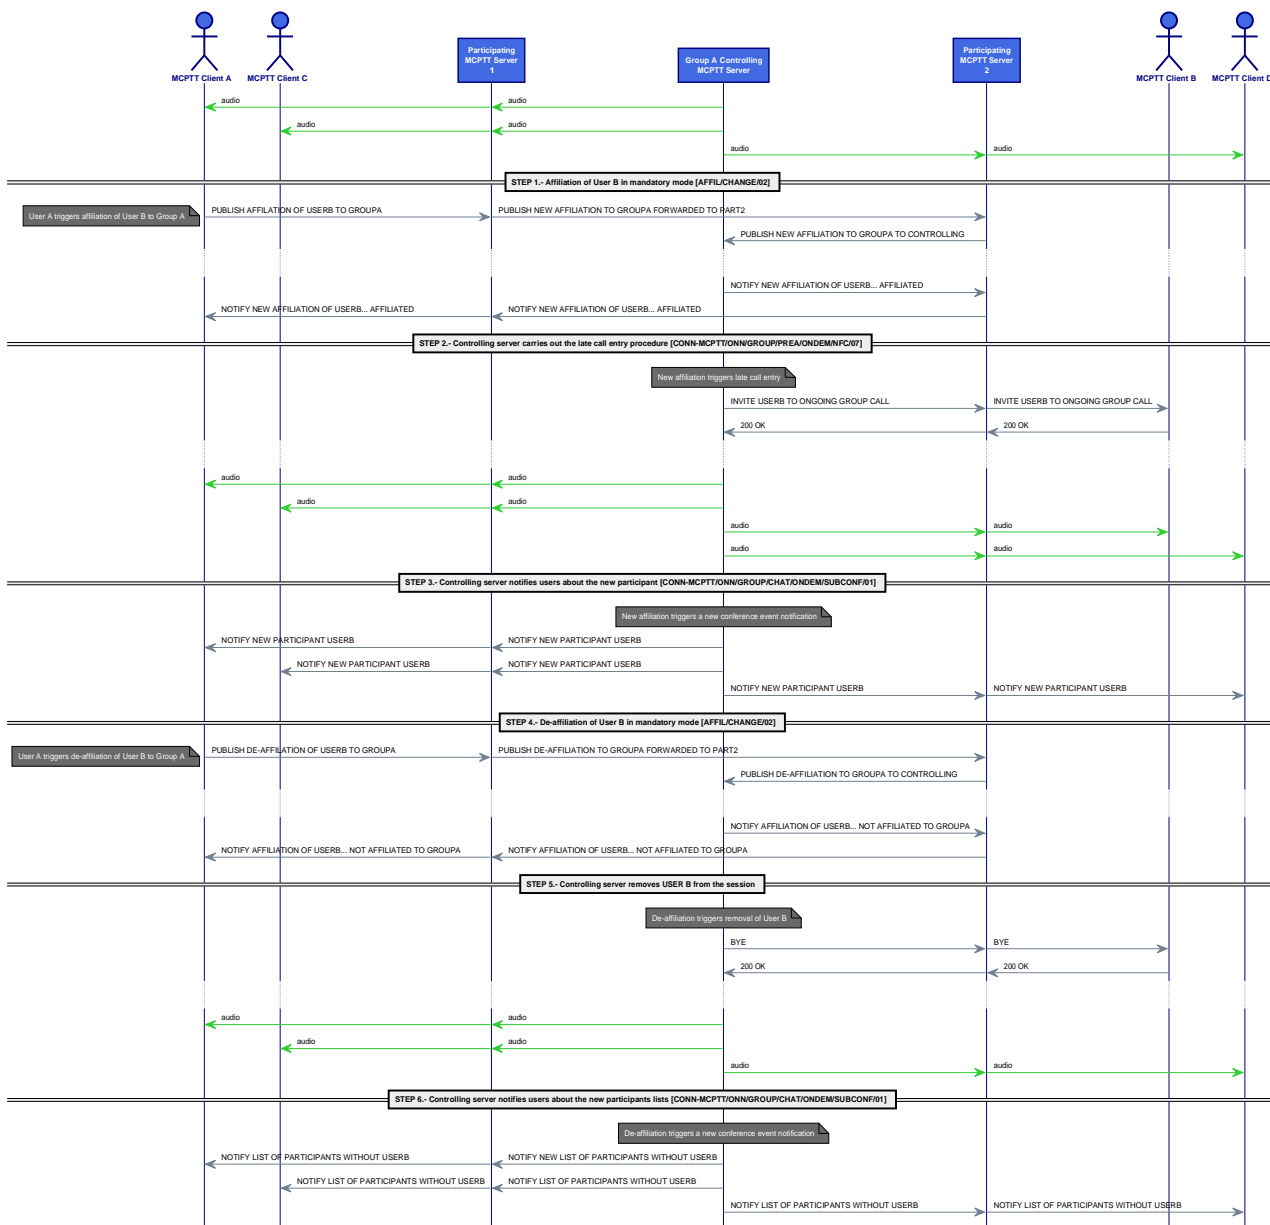 Participating
MCPTT Server
1
Group A Controlling
MCPTT Server
Participating
MCPTT Server
2
MCPTT Client A
MCPTT Client C
MCPTT Client B
MCPTT Client D
audio
audio
audio
audio
audio
audio
STEP 1.- Affiliation of User B in mandatory mode [AFFIL/CHANGE/02]
User A triggers affiliation of User B to Group A
PUBLISH AFFILATION OF USERB TO GROUPA
PUBLISH NEW AFFILIATION TO GROUPA FORWARDED TO PART2
PUBLISH NEW AFFILIATION TO GROUPA TO CONTROLLING
NOTIFY NEW AFFILIATION OF USERB... AFFILIATED
NOTIFY NEW AFFILIATION OF USERB... AFFILIATED
NOTIFY NEW AFFILIATION OF USERB... AFFILIATED
STEP 2.- Controlling server carries out the late call entry procedure [CONN-MCPTT/ONN/GROUP/PREA/ONDEM/NFC/07]
New affiliation triggers late call entry
INVITE USERB TO ONGOING GROUP CALL
INVITE USERB TO ONGOING GROUP CALL
200 OK
200 OK
audio
audio
audio
audio
audio
audio
audio
audio
STEP 3.- Controlling server notifies users about the new participant [CONN-MCPTT/ONN/GROUP/CHAT/ONDEM/SUBCONF/01]
New affiliation triggers a new conference event notification
NOTIFY NEW PARTICIPANT USERB
NOTIFY NEW PARTICIPANT USERB
NOTIFY NEW PARTICIPANT USERB
NOTIFY NEW PARTICIPANT USERB
NOTIFY NEW PARTICIPANT USERB
NOTIFY NEW PARTICIPANT USERB
STEP 4.- De-affiliation of User B in mandatory mode [AFFIL/CHANGE/02]
User A triggers de-affiliation of User B to Group A
PUBLISH DE-AFFILATION OF USERB TO GROUPA
PUBLISH DE-AFFILIATION TO GROUPA FORWARDED TO PART2
PUBLISH DE-AFFILIATION TO GROUPA TO CONTROLLING
NOTIFY AFFILIATION OF USERB... NOT AFFILIATED TO GROUPA
NOTIFY AFFILIATION OF USERB... NOT AFFILIATED TO GROUPA
NOTIFY AFFILIATION OF USERB... NOT AFFILIATED TO GROUPA
STEP 5.- Controlling server removes USER B from the session
De-affiliation triggers removal of User B
BYE
BYE
200 OK
200 OK
audio
audio
audio
audio
audio
audio
STEP 6.- Controlling server notifies users about the new participants lists [CONN-MCPTT/ONN/GROUP/CHAT/ONDEM/SUBCONF/01]
De-affiliation triggers a new conference event notification
NOTIFY LIST OF PARTICIPANTS WITHOUT USERB
NOTIFY NEW LIST OF PARTICIPANTS WITHOUT USERB
NOTIFY LIST OF PARTICIPANTS WITHOUT USERB
NOTIFY LIST OF PARTICIPANTS WITHOUT USERB
NOTIFY LIST OF PARTICIPANTS WITHOUT USERB
NOTIFY LIST OF PARTICIPANTS WITHOUT USERB